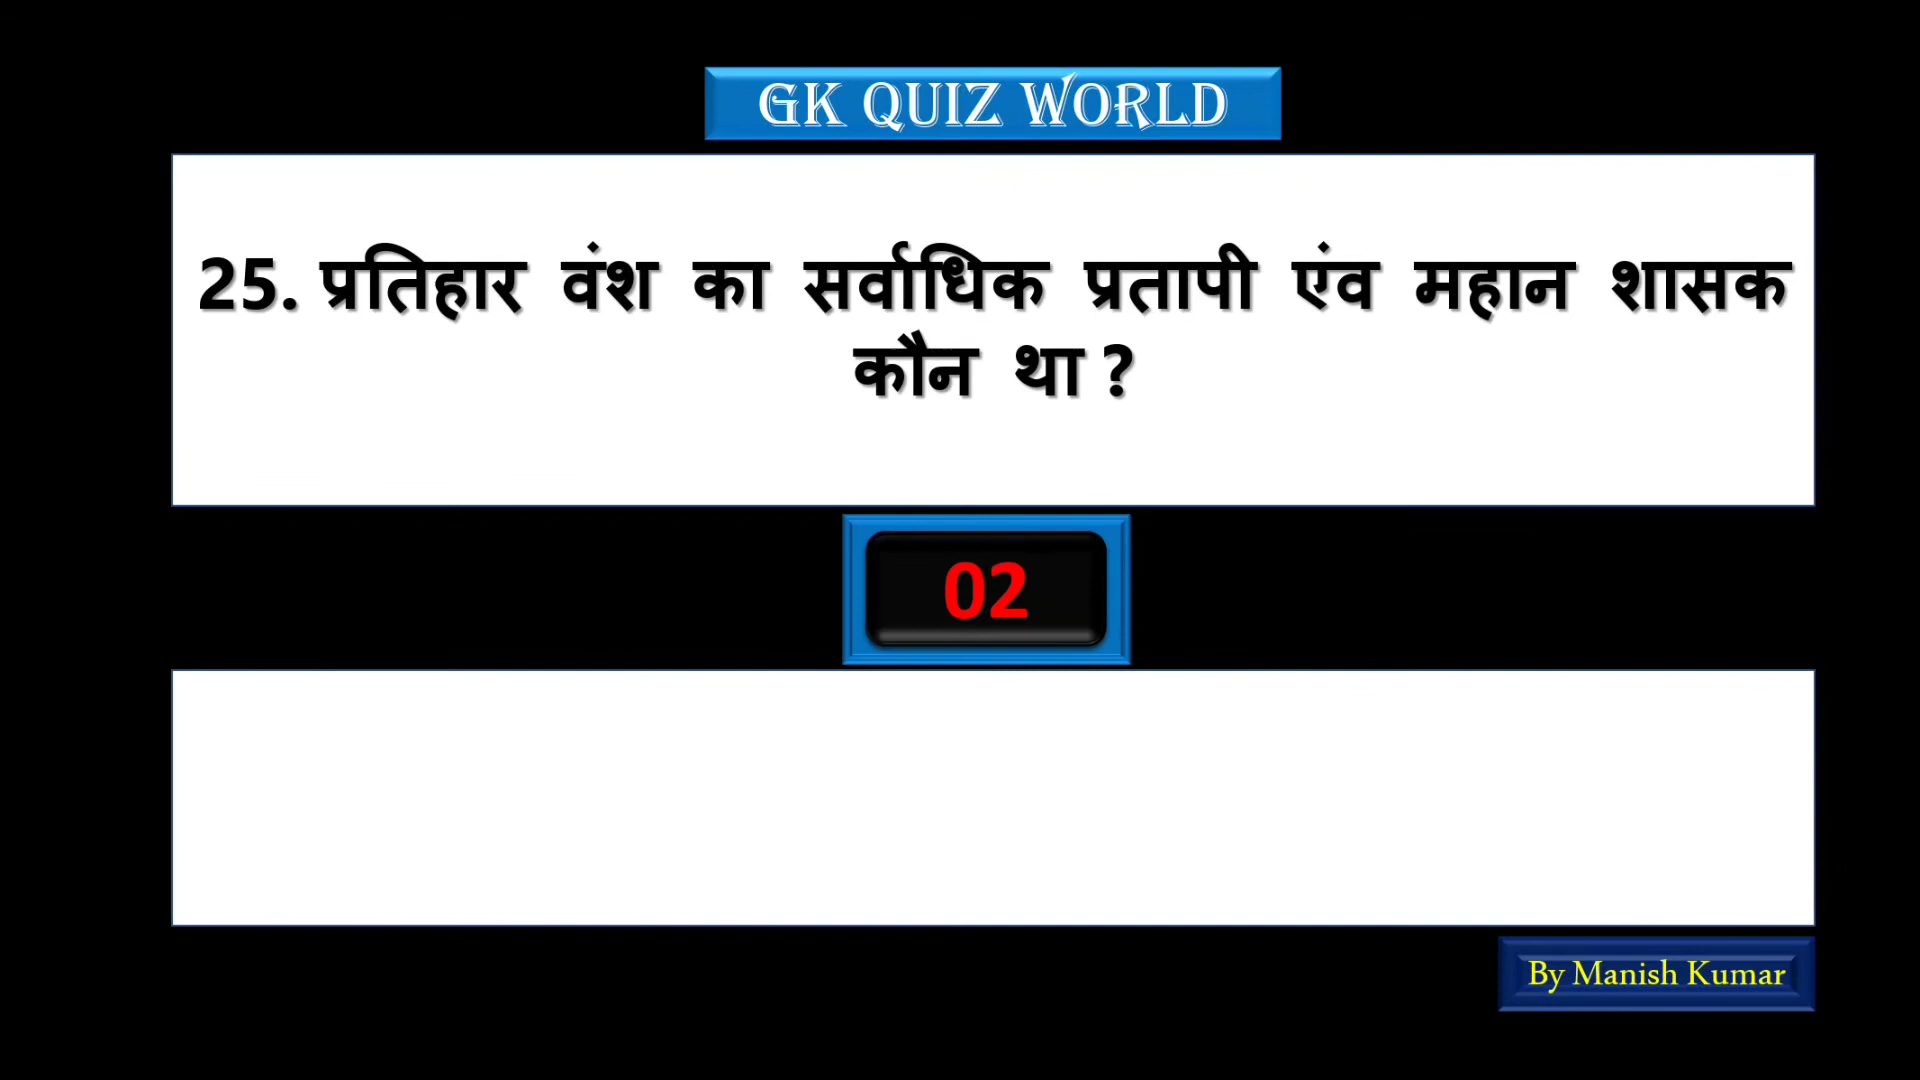 GK QUIZ WORLD
25. प्रतिहार वंश का सर्वाधिक प्रतापी एंव महान शासक
कौन था ?
02
By Manish Kumar